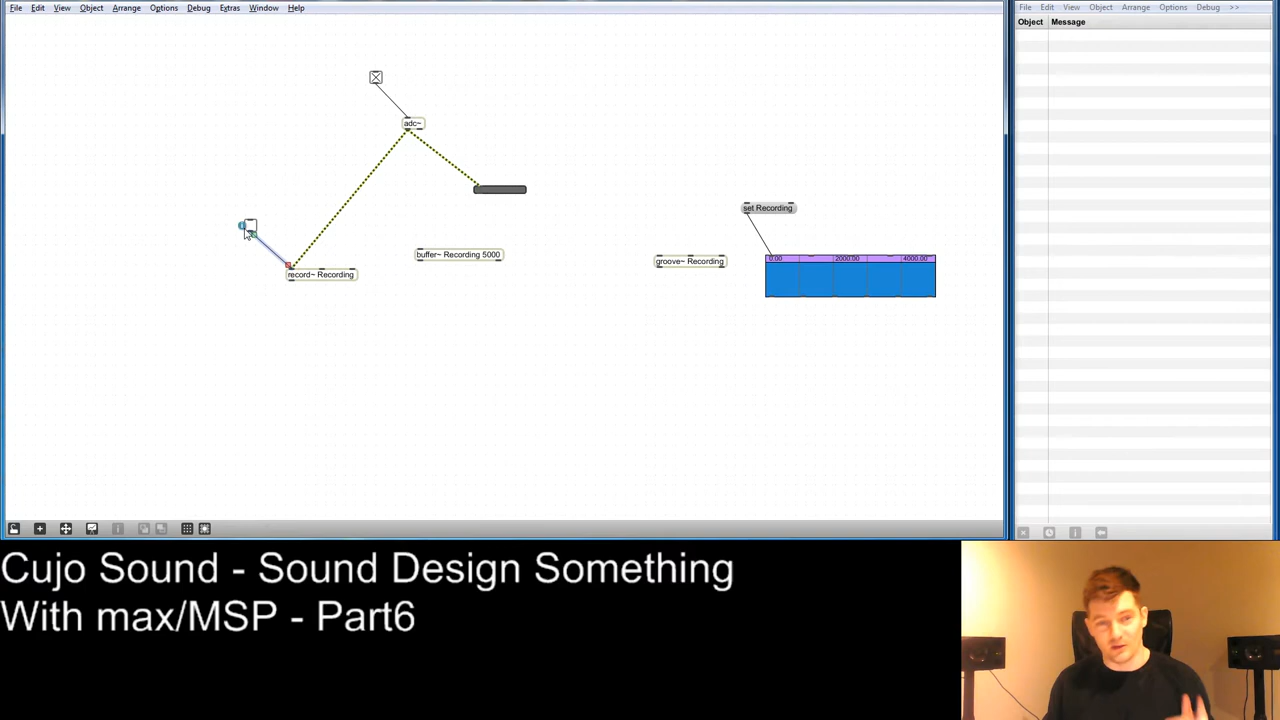 File Edit View Object Arrange Options Debug Extras Window Help
File Edit View Object Arrange Options Debug >>
Object Message
adc~
set Recording
buffer~ Recording 5000
groove~ Recording
0.00 2000.00 4000.00
record~ Recording
Cujo Sound - Sound Design Something
With max/MSP - Part6